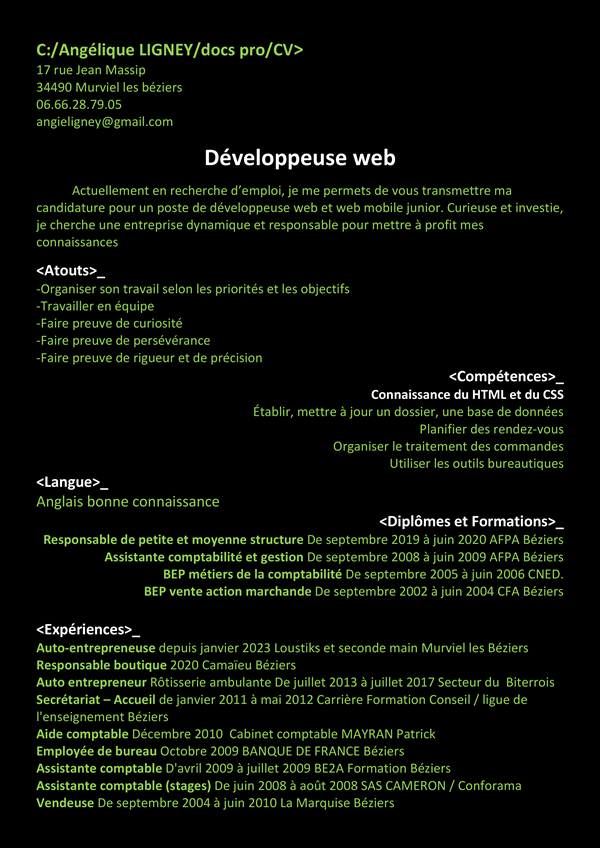 C:/Angélique LIGNEY/docs pro/CV>
17 rue Jean Massip
34490 Murviel les béziers
06.66.28.79.05
angieligney@gmail.com
Développeuse web
Actuellement en recherche d’emploi, je me permets de vous transmettre ma
candidature pour un poste de développeuse web et web mobile junior. Curieuse et investie,
je cherche une entreprise dynamique et responsable pour mettre à profit mes
connaissances
<Atouts>_
-Organiser son travail selon les priorités et les objectifs
-Travailler en équipe
-Faire preuve de curiosité
-Faire preuve de persévérance
-Faire preuve de rigueur et de précision
<Compétences>_
Connaissance du HTML et du CSS
Établir, mettre à jour un dossier, une base de données
Planifier des rendez-vous
Organiser le traitement des commandes
Utiliser les outils bureautiques
<Langue>_
Anglais bonne connaissance
<Diplômes et Formations>_
Responsable de petite et moyenne structure De septembre 2019 à juin 2020 AFPA Béziers
Assistante comptabilité et gestion De septembre 2008 à juin 2009 AFPA Béziers
BEP métiers de la comptabilité De septembre 2005 à juin 2006 CNED.
BEP vente action marchande De septembre 2002 à juin 2004 CFA Béziers
<Expériences>_
Auto-entrepreneuse depuis janvier 2023 Loustiks et seconde main Murviel les Béziers
Responsable boutique 2020 Camaïeu Béziers
Auto entrepreneur Rôtisserie ambulante De juillet 2013 à juillet 2017 Secteur du  Biterrois
Secrétariat – Accueil de janvier 2011 à mai 2012 Carrière Formation Conseil / ligue de
l'enseignement Béziers
Aide comptable Décembre 2010  Cabinet comptable MAYRAN Patrick
Employée de bureau Octobre 2009 BANQUE DE FRANCE Béziers
Assistante comptable D'avril 2009 à juillet 2009 BE2A Formation Béziers
Assistante comptable (stages) De juin 2008 à août 2008 SAS CAMERON / Conforama
Vendeuse De septembre 2004 à juin 2010 La Marquise Béziers